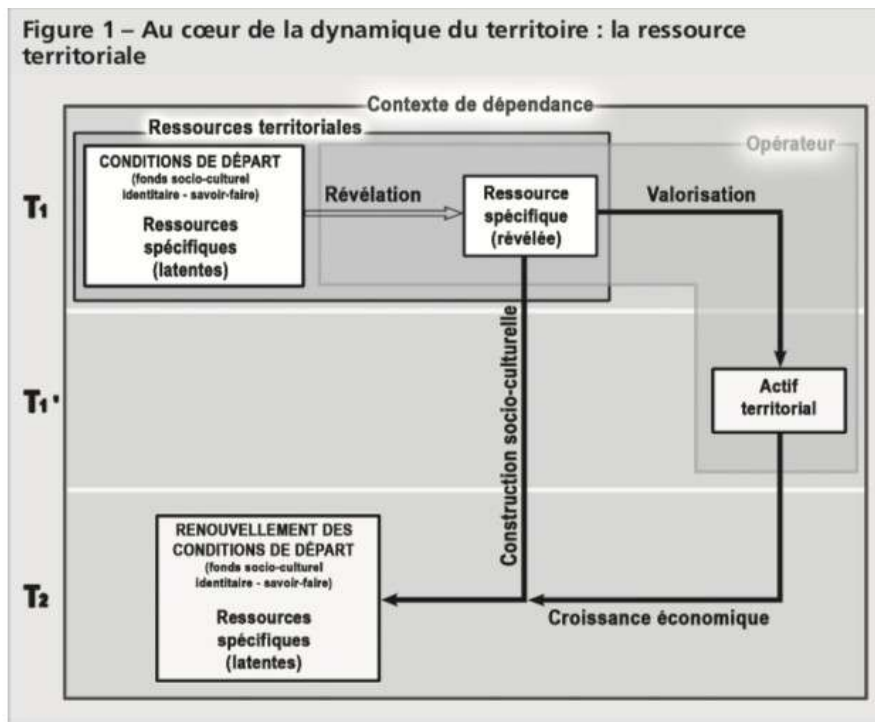 Figure 1 – Au cœur de la dynamique du territoire : la ressource
territoriale
Contexte de dépendance
Ressources territoriales
Opérateur
T1
CONDITIONS DE DÉPART
(fonds socio-culturel
identitaire - savoir-faire)
Ressources
spécifiques
(latentes)
Révélation
Ressource
spécifique
(révélée)
Valorisation
Construction socio-culturelle
T1'
Actif
territorial
T2
RENOUVELLEMENT DES
CONDITIONS DE DÉPART
(fonds socio-culturel
identitaire - savoir-faire)
Ressources
spécifiques
(latentes)
Croissance économique